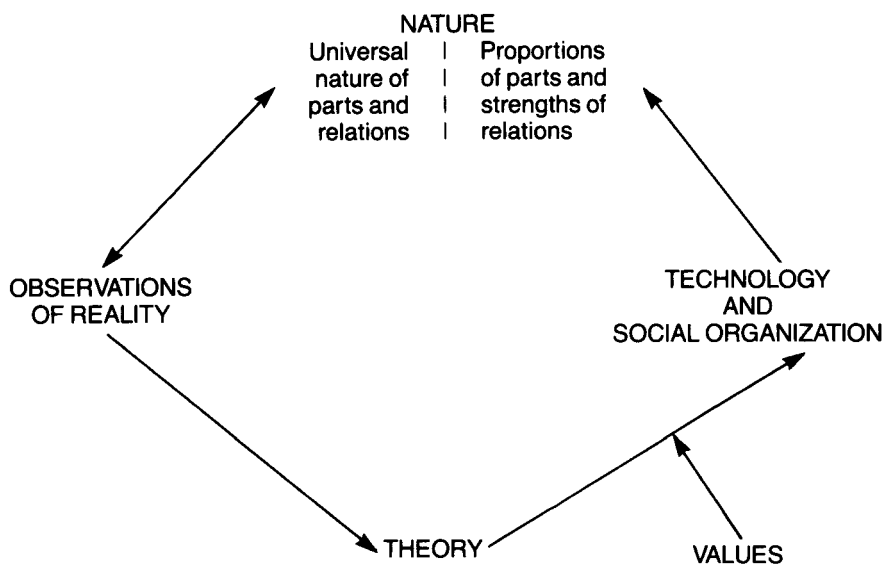 NATURE
Universal | Proportions
nature of | of parts and
parts and | strengths of
relations | relations
OBSERVATIONS
OF REALITY
TECHNOLOGY
AND
SOCIAL ORGANIZATION
THEORY
VALUES